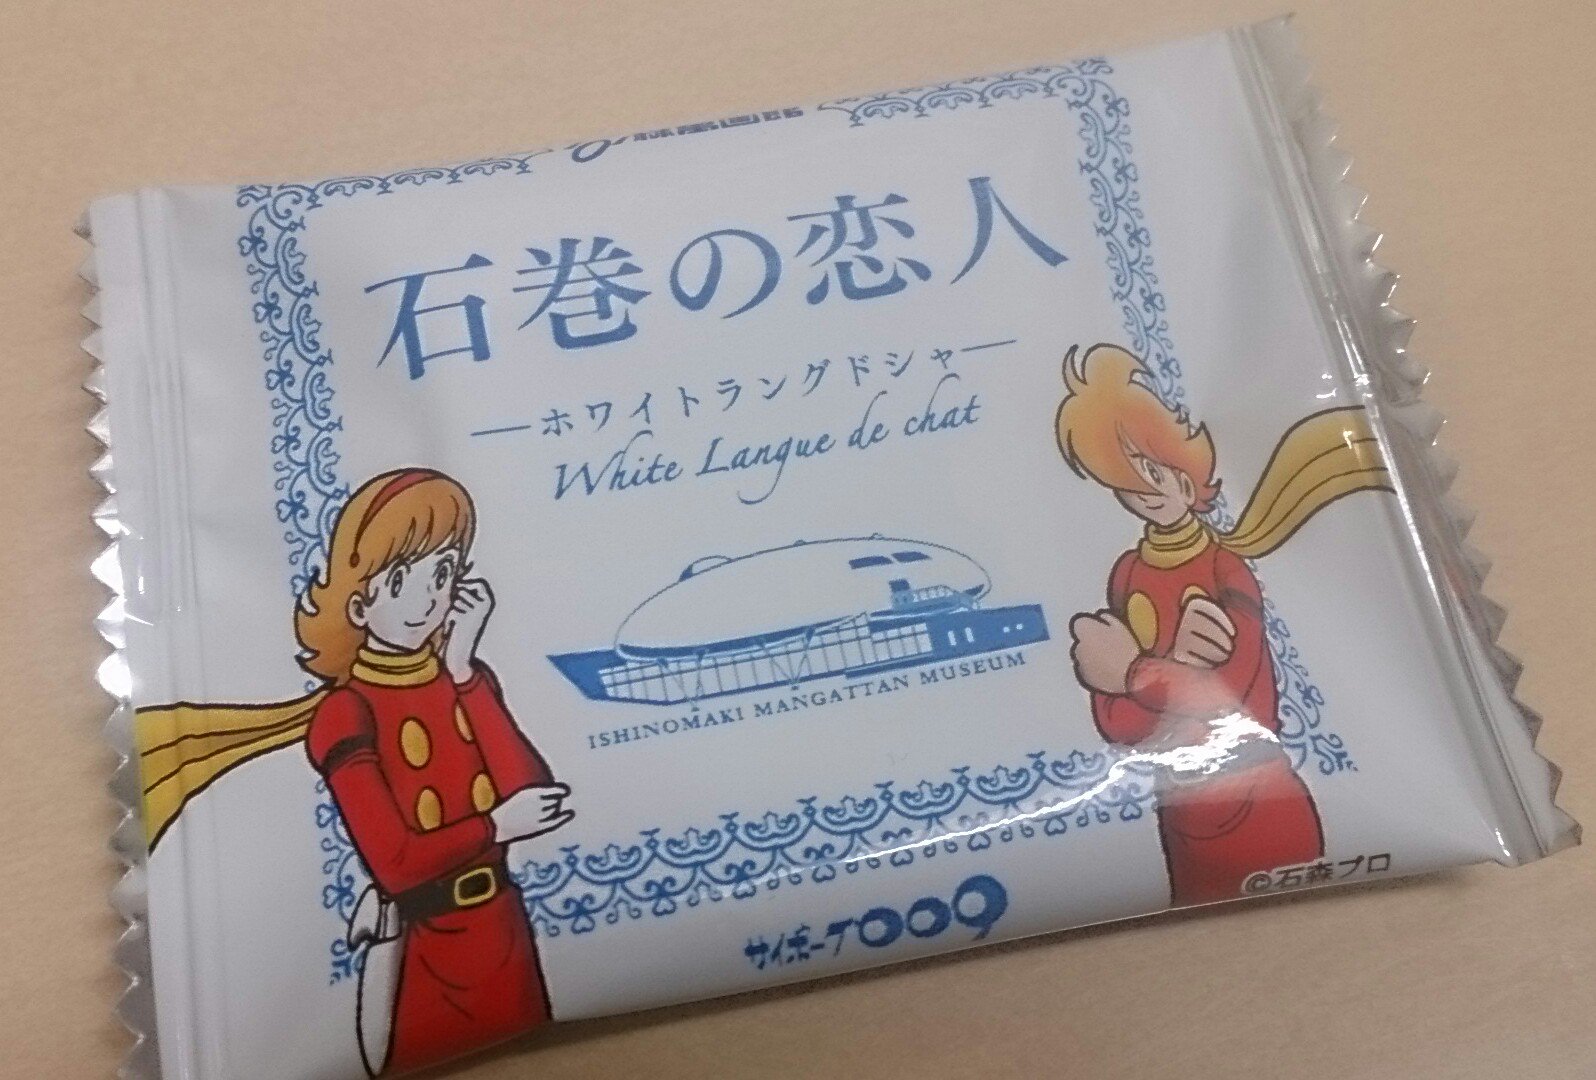 石巻の恋人
ホワイトラングドシャ
White Langue de chat
ISHINOMAKI MANGATTAN MUSEUM
©石森プロ
サイボーグ009